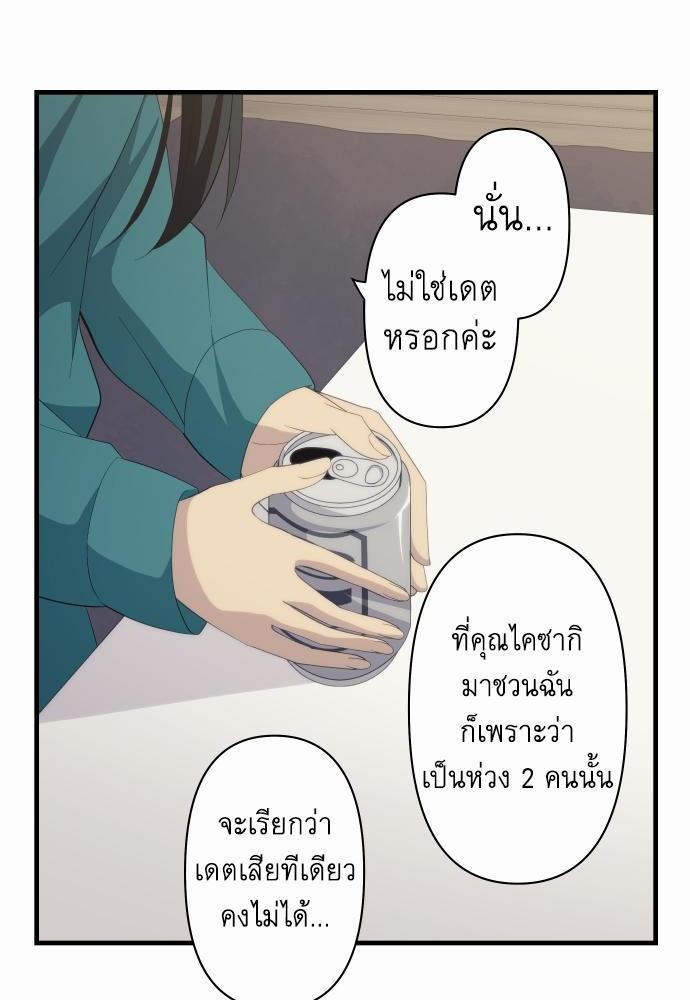 นั่น...
ไม่ใช่เดต
หรอกค่ะ
ที่คุณไคซากิ
มาชวนฉัน
ก็เพราะว่า
เป็นห่วง 2 คนนั้น
จะเรียกว่า
เดตเสียทีเดียว
คงไม่ได้...